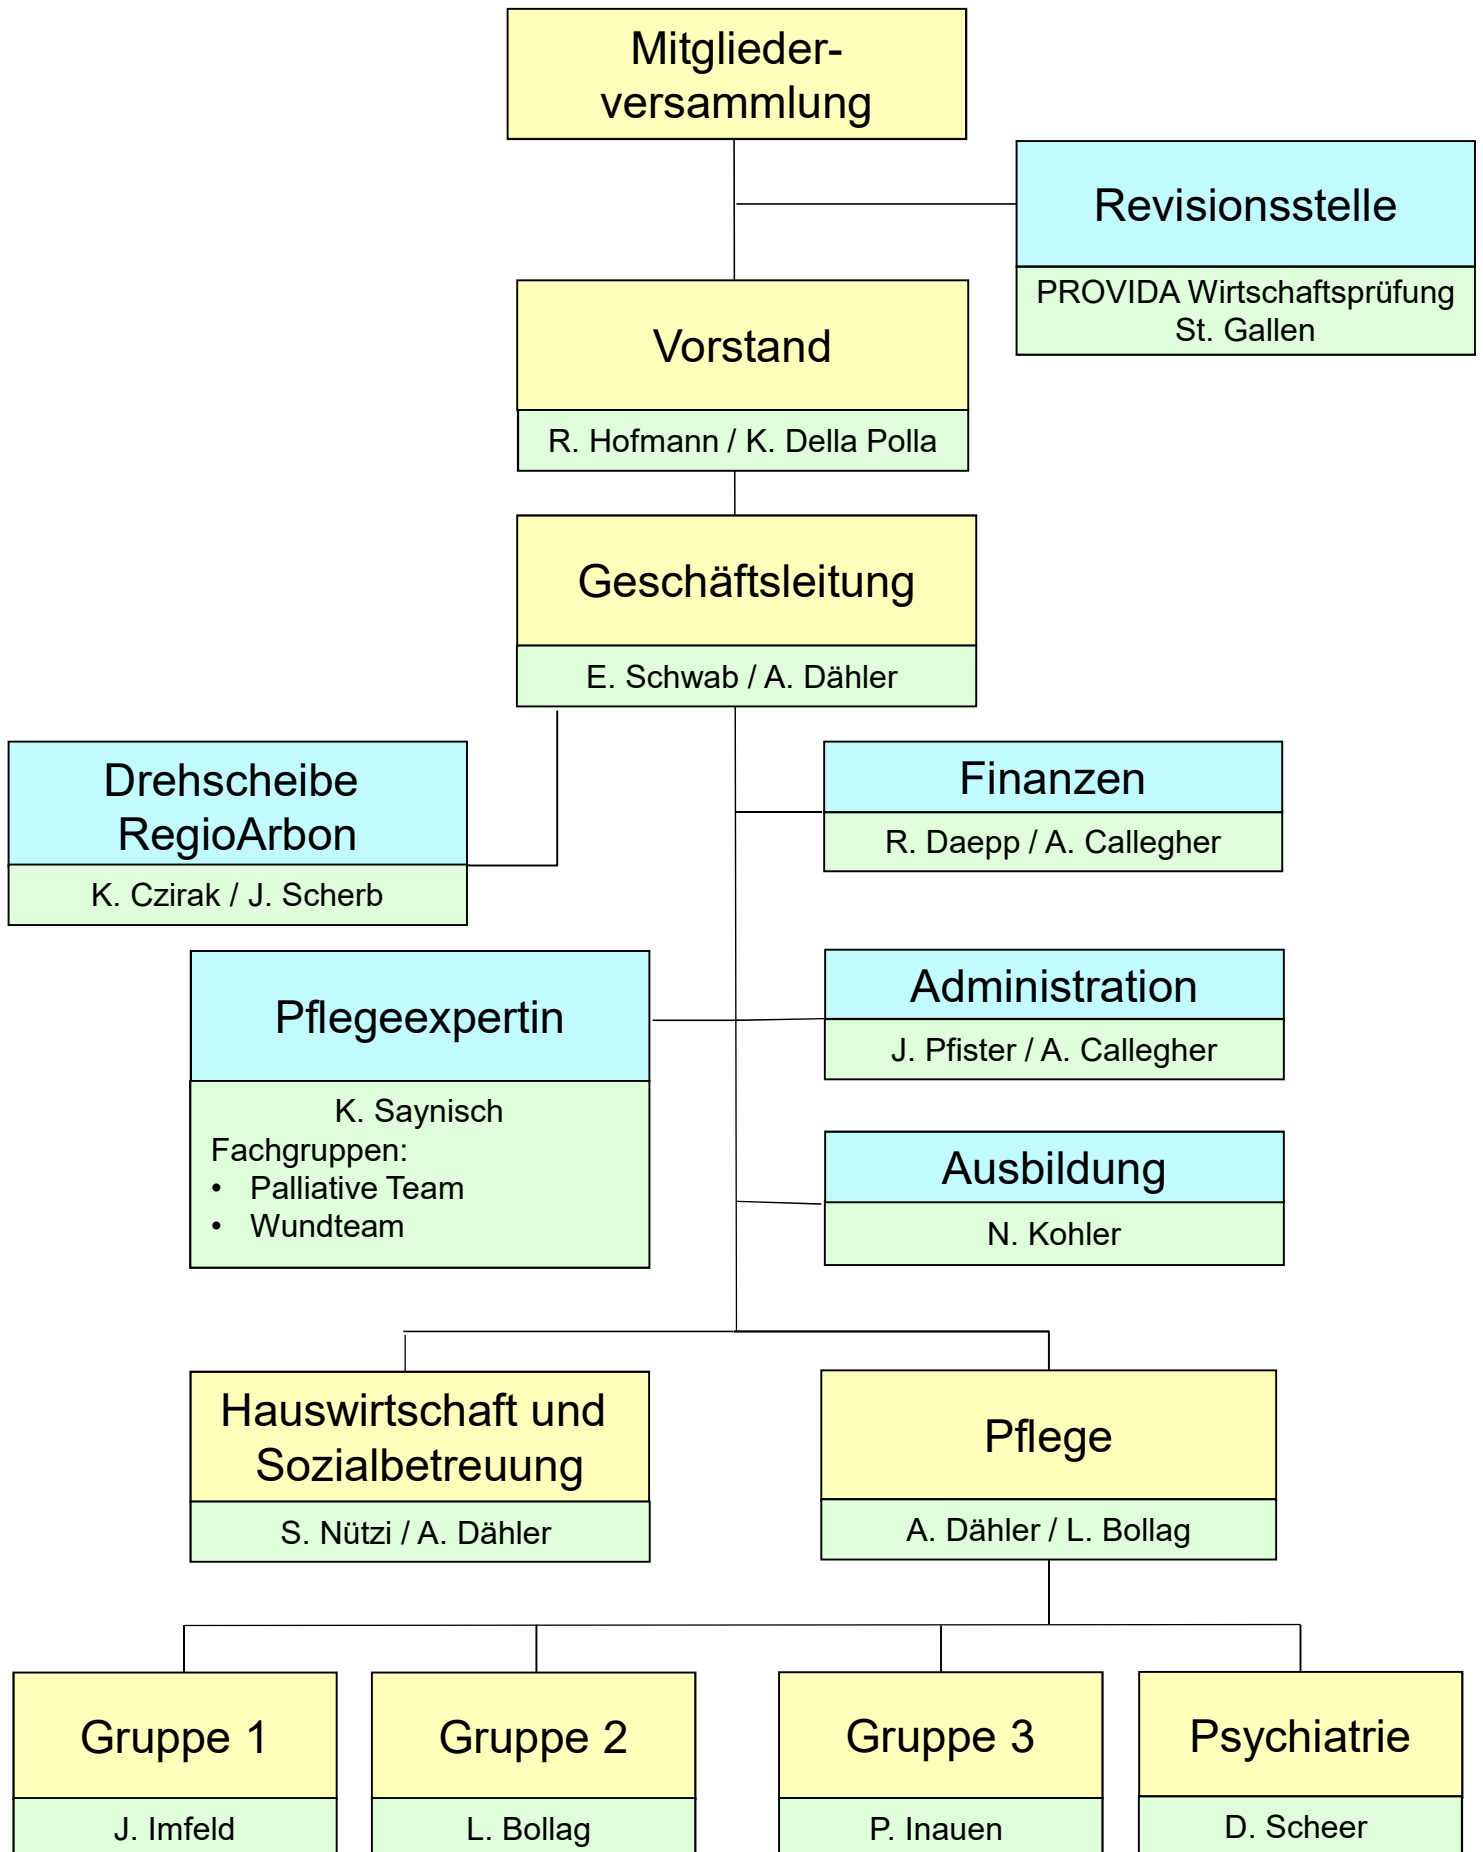 Mitglieder-
versammlung
Revisionsstelle
PROVIDA Wirtschaftsprüfung
St. Gallen
Vorstand
R. Hofmann / K. Della Polla
Geschäftsleitung
E. Schwab / A. Dähler
Drehscheibe
RegioArbon
K. Czirak / J. Scherb
Finanzen
R. Daepp / A. Callegher
Pflegeexpertin
K. Saynisch
Fachgruppen:
• Palliative Team
• Wundteam
Administration
J. Pfister / A. Callegher
Ausbildung
N. Kohler
Hauswirtschaft und
Sozialbetreuung
S. Nützi / A. Dähler
Pflege
A. Dähler / L. Bollag
Gruppe 1
J. Imfeld
Gruppe 2
L. Bollag
Gruppe 3
P. Inauen
Psychiatrie
D. Scheer